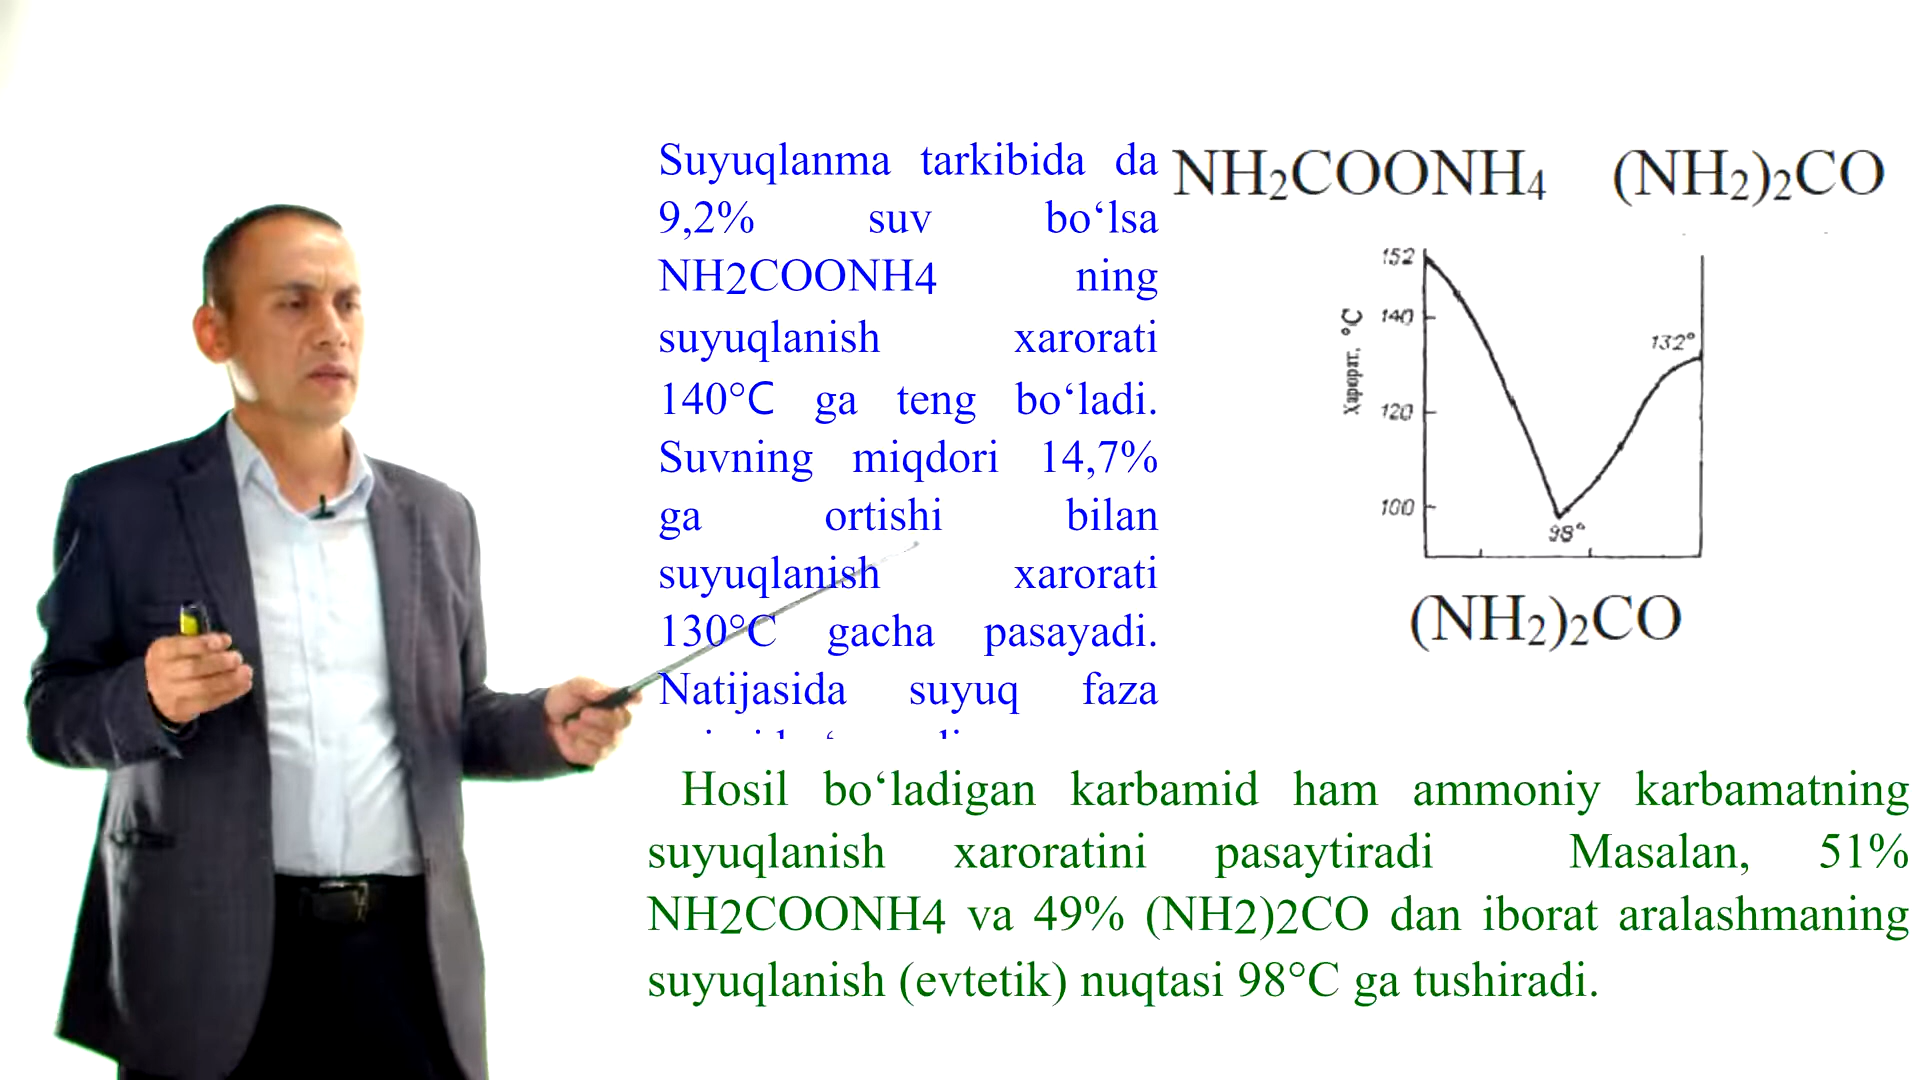 Suyuqlanma tarkibida da
9,2% suv bo‘lsa
NH2COONH4 ning
suyuqlanish xarorati
140°C ga teng bo‘ladi.
Suvning miqdori 14,7%
ga ortishi bilan
suyuqlanish xarorati
130°C gacha pasayadi.
Natijasida suyuq faza
NH₂COONH₄ (NH₂)₂CO
152
140
120
100
Харорат, °C
132°
98°
(NH₂)₂CO
Hosil bo‘ladigan karbamid ham ammoniy karbamatning
suyuqlanish xaroratini pasaytiradi Masalan, 51%
NH2COONH4 va 49% (NH2)2CO dan iborat aralashmaning
suyuqlanish (evtetik) nuqtasi 98°C ga tushiradi.